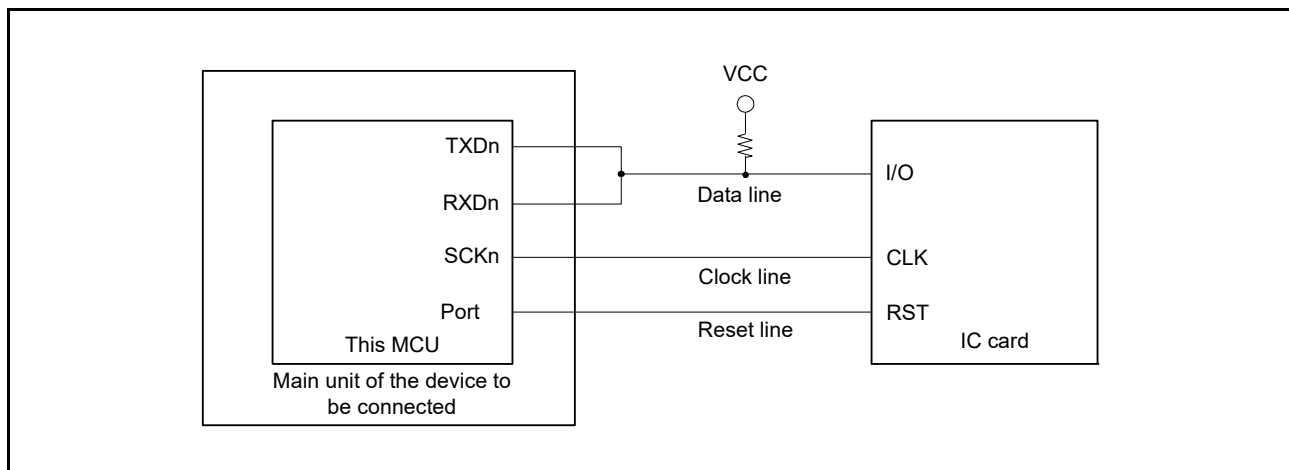 VCC
TXDn
RXDn
SCKn
Port
This MCU
Main unit of the device to
be connected
Data line
Clock line
Reset line
I/O
CLK
RST
IC card